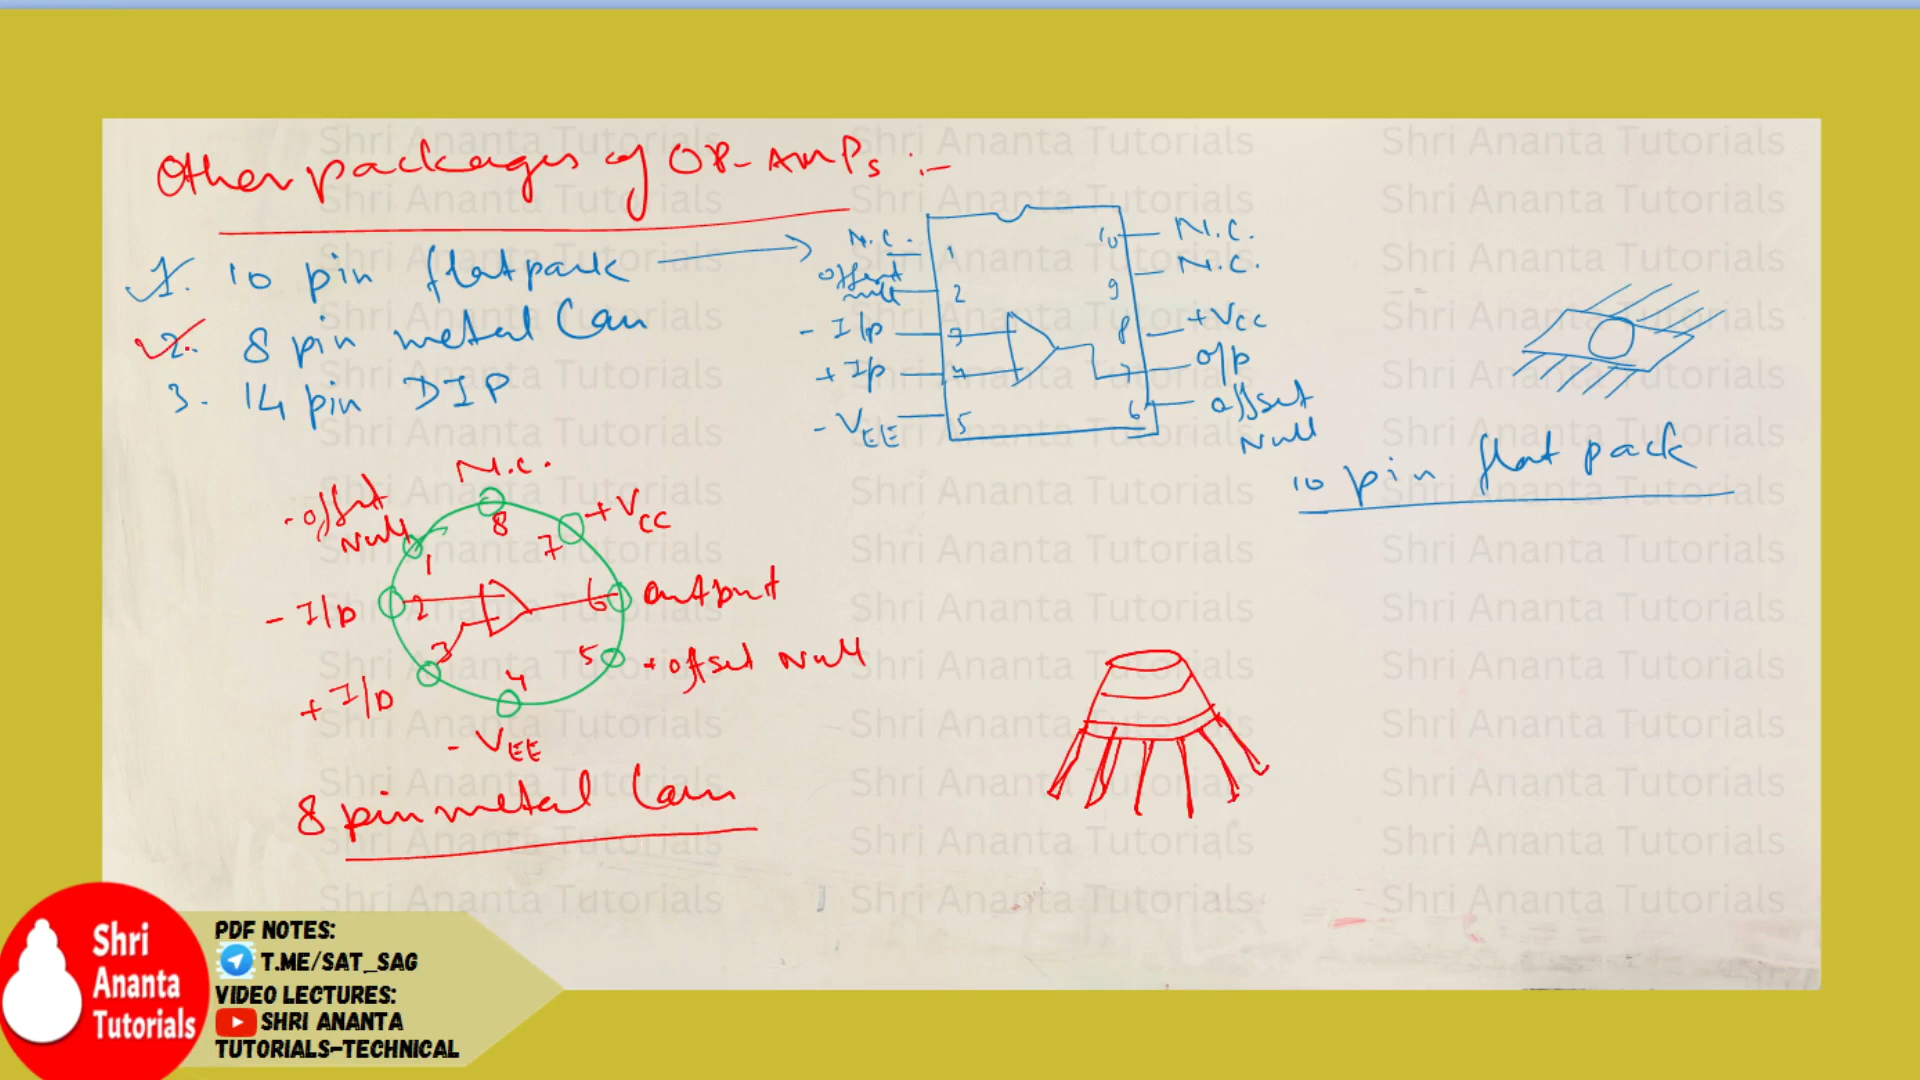 Other packages of OP-AMPs :-
1. 10 pin flatpack
2. 8 pin metal Can
3. 14 pin DIP
N.C.
offset null
- I/p
+ I/p
- VEE
1
2
3
4
5
10
9
8
7
6
N.C.
N.C.
+VCC
o/p
offset Null
10 pin flat pack
N.C.
- offset Null
+ VCC
- I/p
output
+ offset Null
+ I/p
- VEE
8
7
1
2
6
3
5
4
8 pin metal Can
Shri Ananta Tutorials
PDF NOTES:
T.ME/SAT_SAG
VIDEO LECTURES:
SHRI ANANTA
TUTORIALS-TECHNICAL